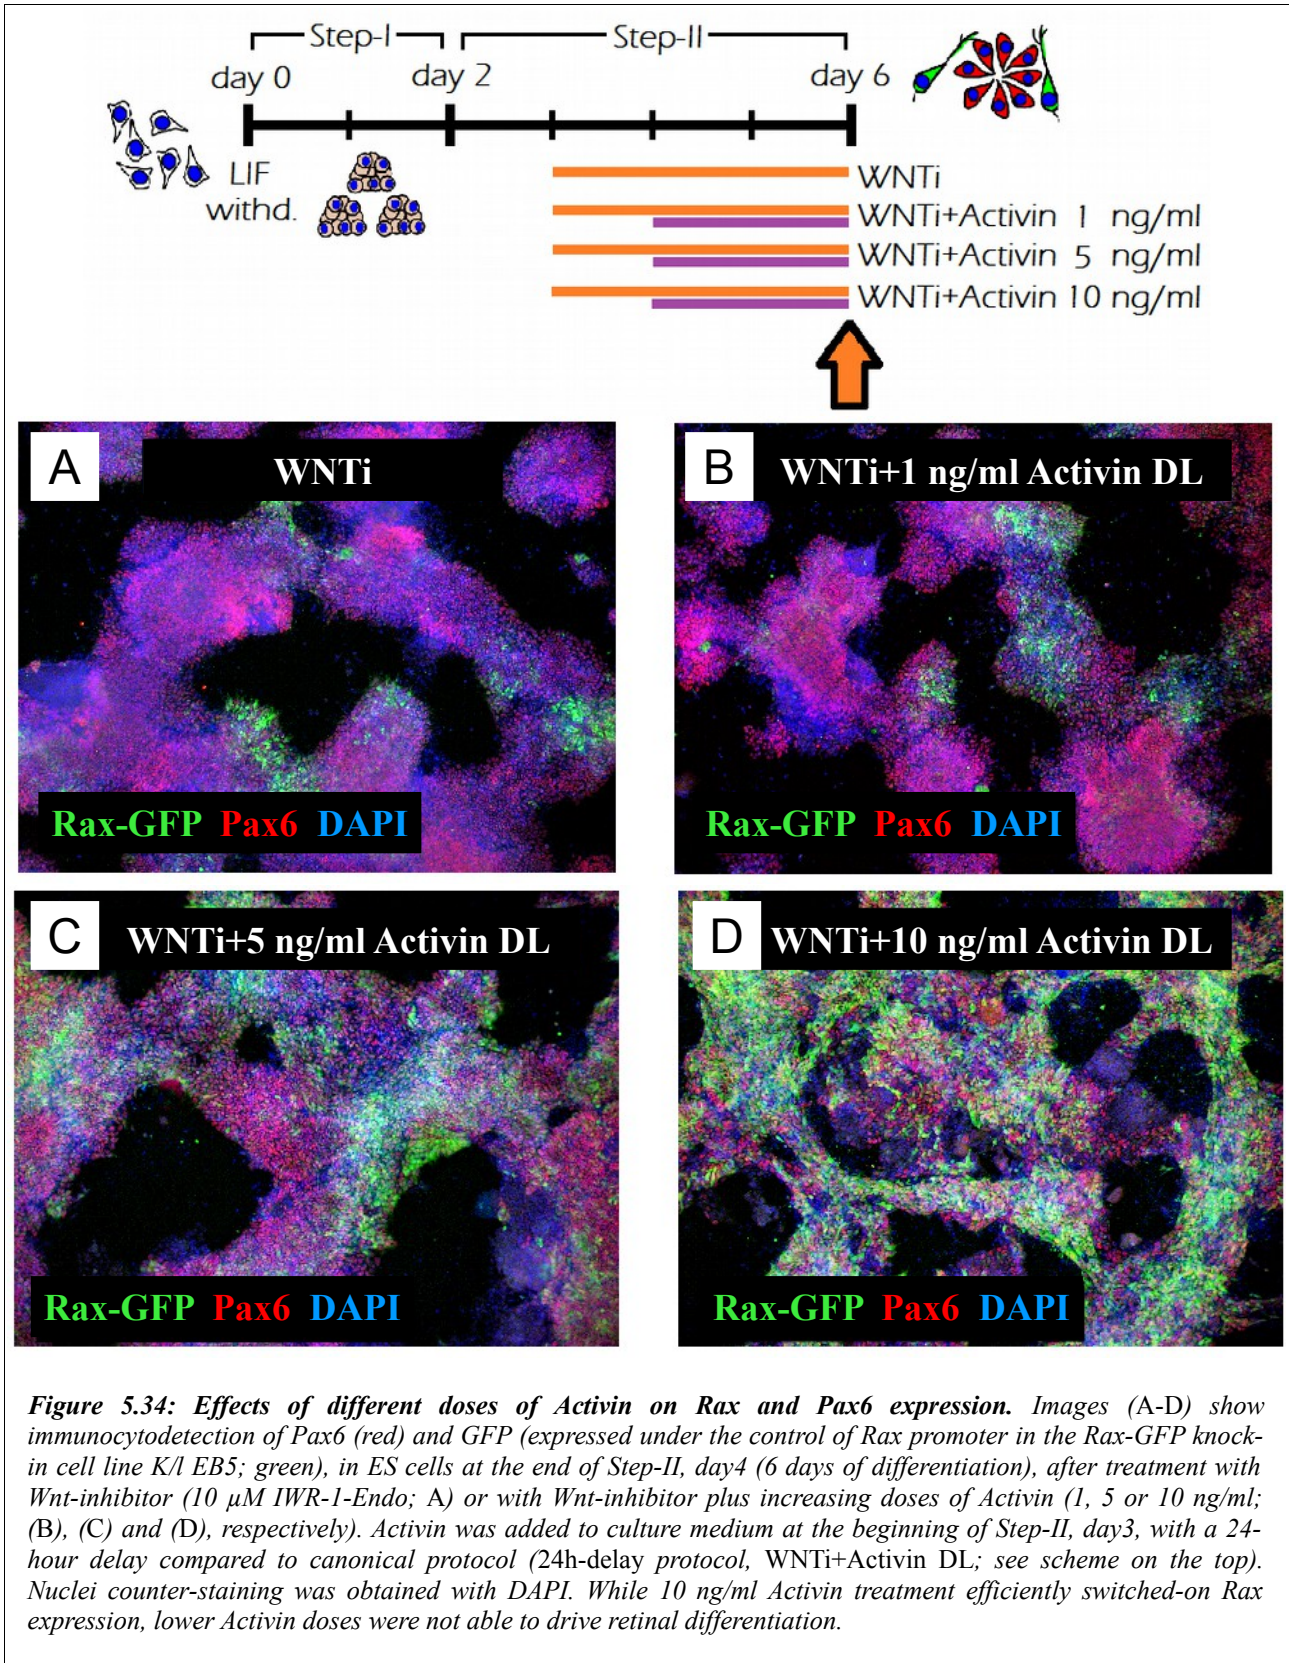 Step-I Step-II
day 0 day 2 day 6
LIF
withd.
WNTi
WNTi+Activin 1 ng/ml
WNTi+Activin 5 ng/ml
WNTi+Activin 10 ng/ml
A WNTi
B WNTi+1 ng/ml Activin DL
Rax-GFP Pax6 DAPI
Rax-GFP Pax6 DAPI
C WNTi+5 ng/ml Activin DL
D WNTi+10 ng/ml Activin DL
Rax-GFP Pax6 DAPI
Rax-GFP Pax6 DAPI
Figure 5.34: Effects of different doses of Activin on Rax and Pax6 expression. Images (A-D) show
immunocytodetection of Pax6 (red) and GFP (expressed under the control of Rax promoter in the Rax-GFP knock-
in cell line K/l EB5; green), in ES cells at the end of Step-II, day4 (6 days of differentiation), after treatment with
Wnt-inhibitor (10 µM IWR-1-Endo; A) or with Wnt-inhibitor plus increasing doses of Activin (1, 5 or 10 ng/ml;
(B), (C) and (D), respectively). Activin was added to culture medium at the beginning of Step-II, day3, with a 24-
hour delay compared to canonical protocol (24h-delay protocol, WNTi+Activin DL; see scheme on the top).
Nuclei counter-staining was obtained with DAPI. While 10 ng/ml Activin treatment efficiently switched-on Rax
expression, lower Activin doses were not able to drive retinal differentiation.